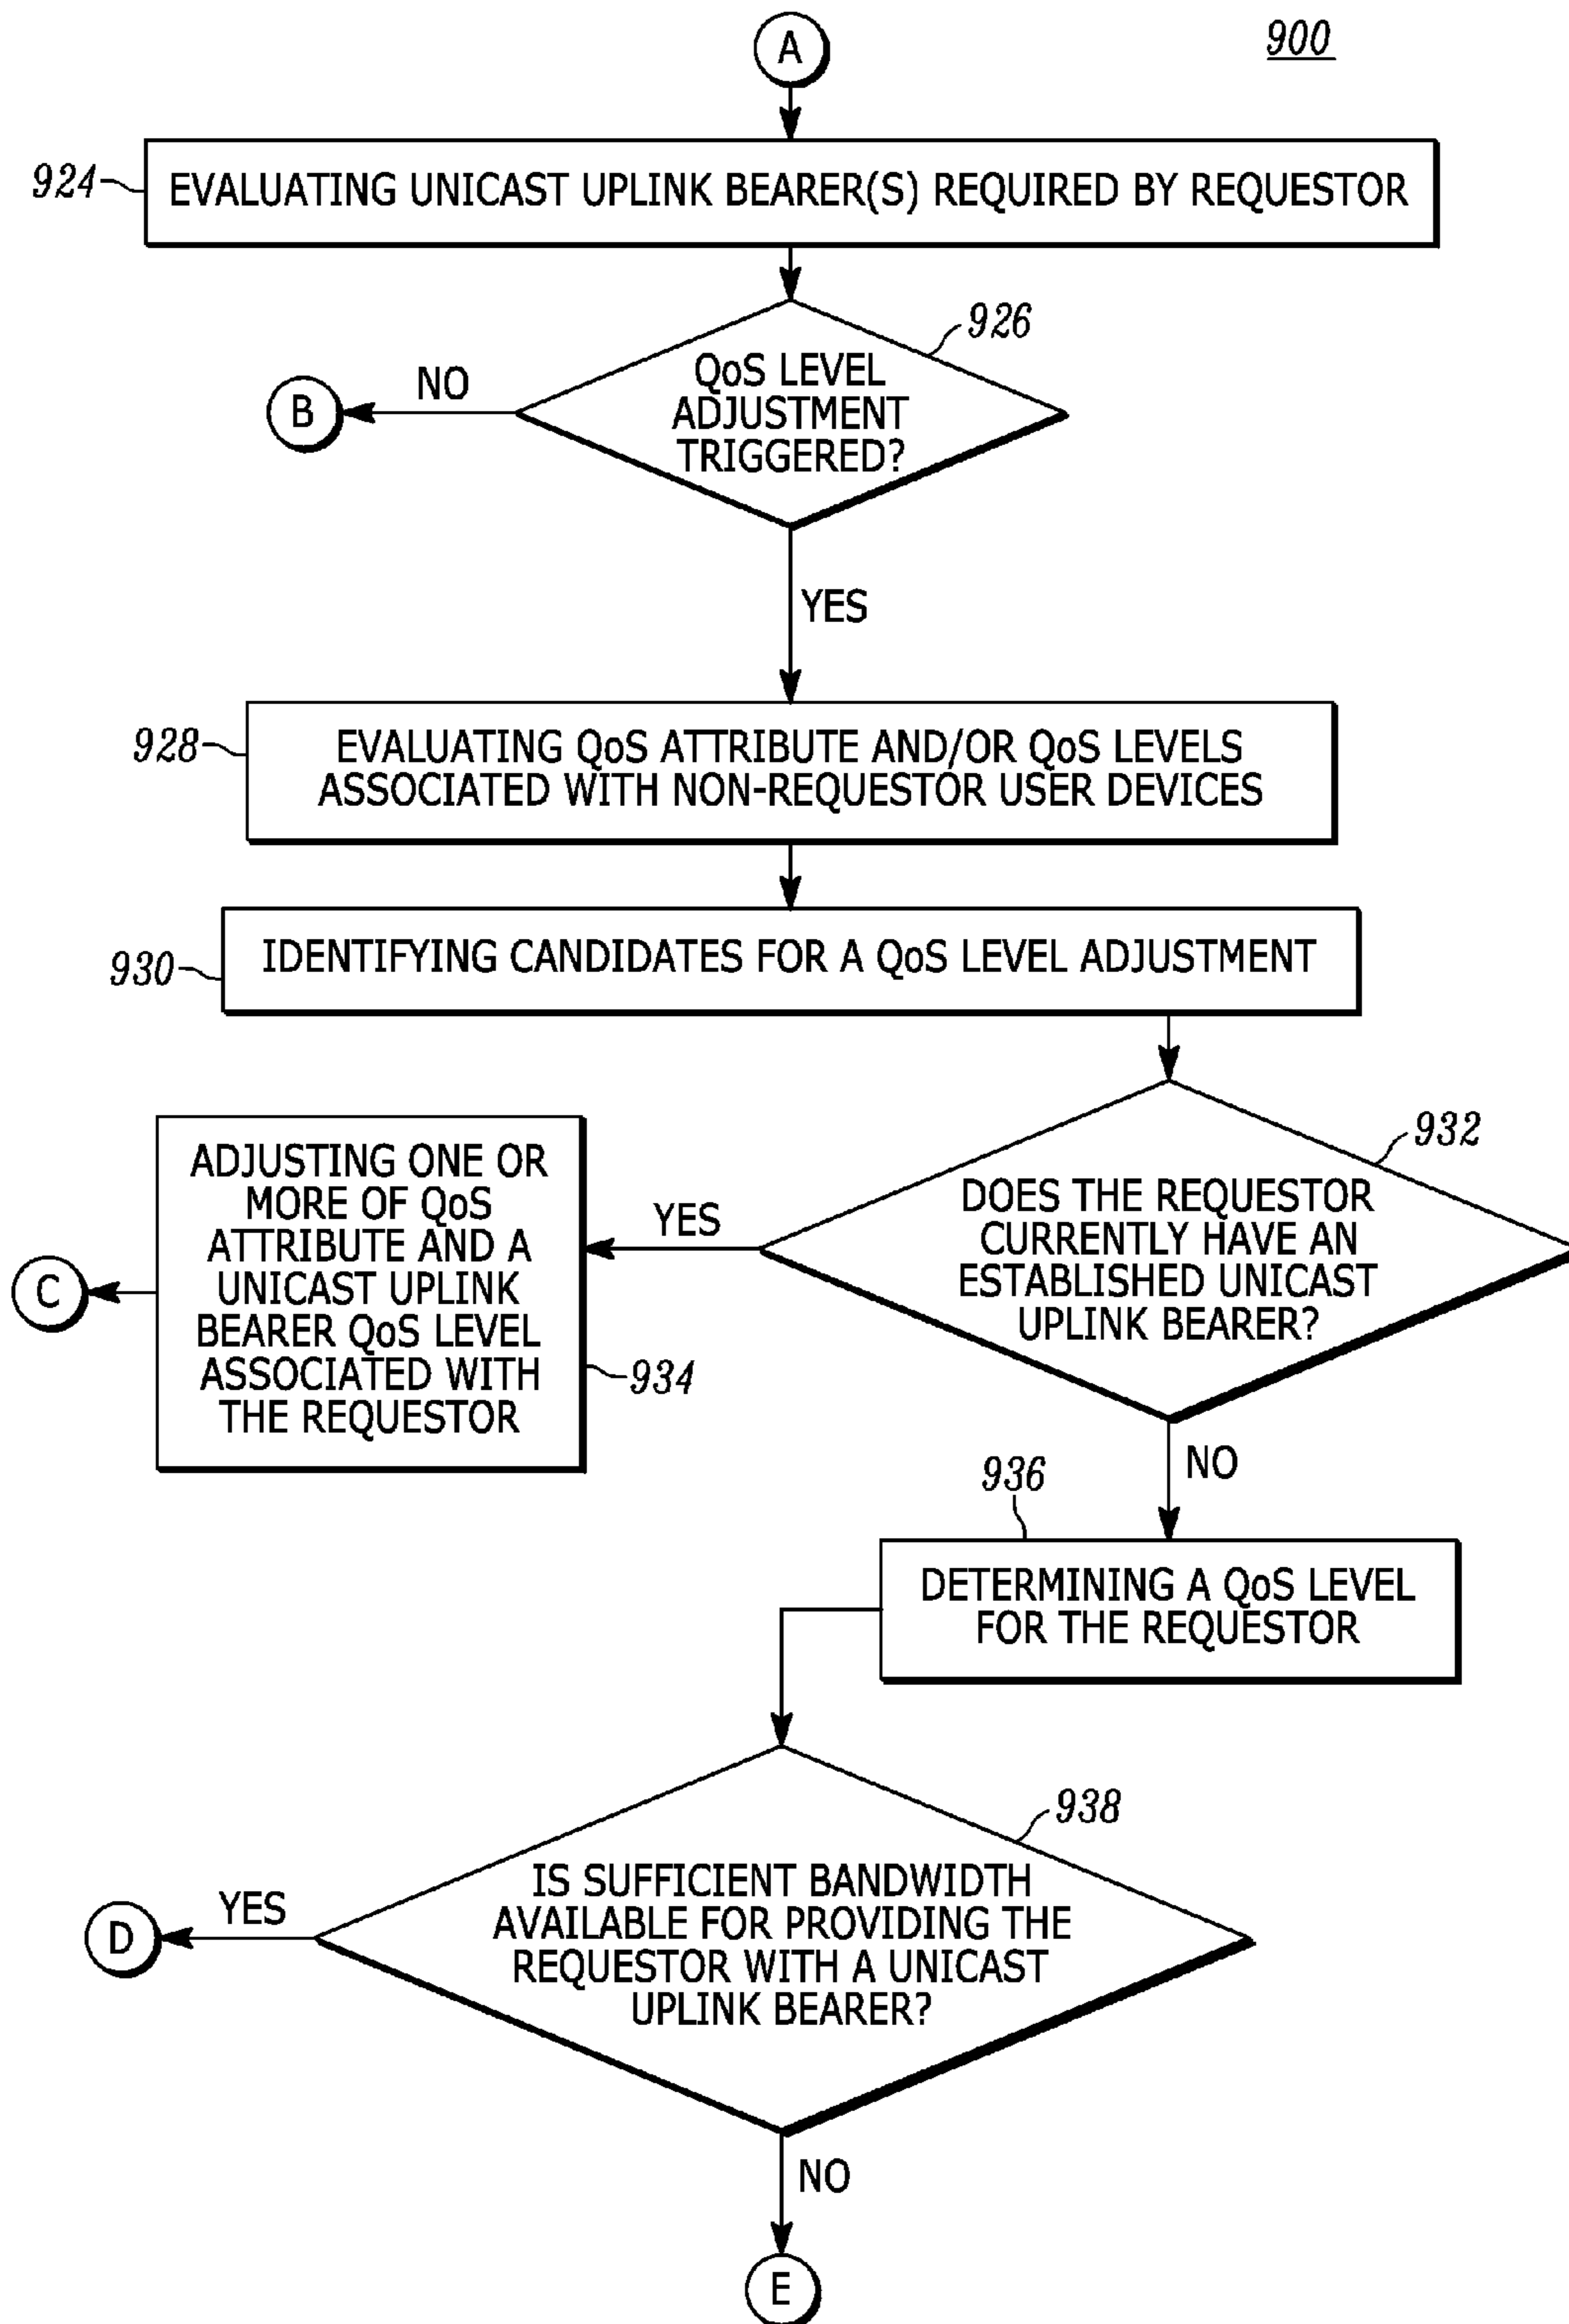 A
900
924
EVALUATING UNICAST UPLINK BEARER(S) REQUIRED BY REQUESTOR
926
QoS LEVEL
ADJUSTMENT
TRIGGERED?
NO
B
YES
928
EVALUATING QoS ATTRIBUTE AND/OR QoS LEVELS
ASSOCIATED WITH NON-REQUESTOR USER DEVICES
930
IDENTIFYING CANDIDATES FOR A QoS LEVEL ADJUSTMENT
932
DOES THE REQUESTOR
CURRENTLY HAVE AN
ESTABLISHED UNICAST
UPLINK BEARER?
YES
ADJUSTING ONE OR
MORE OF QoS
ATTRIBUTE AND A
UNICAST UPLINK
BEARER QoS LEVEL
ASSOCIATED WITH
THE REQUESTOR
934
C
NO
936
DETERMINING A QoS LEVEL
FOR THE REQUESTOR
938
IS SUFFICIENT BANDWIDTH
AVAILABLE FOR PROVIDING THE
REQUESTOR WITH A UNICAST
UPLINK BEARER?
YES
D
NO
E